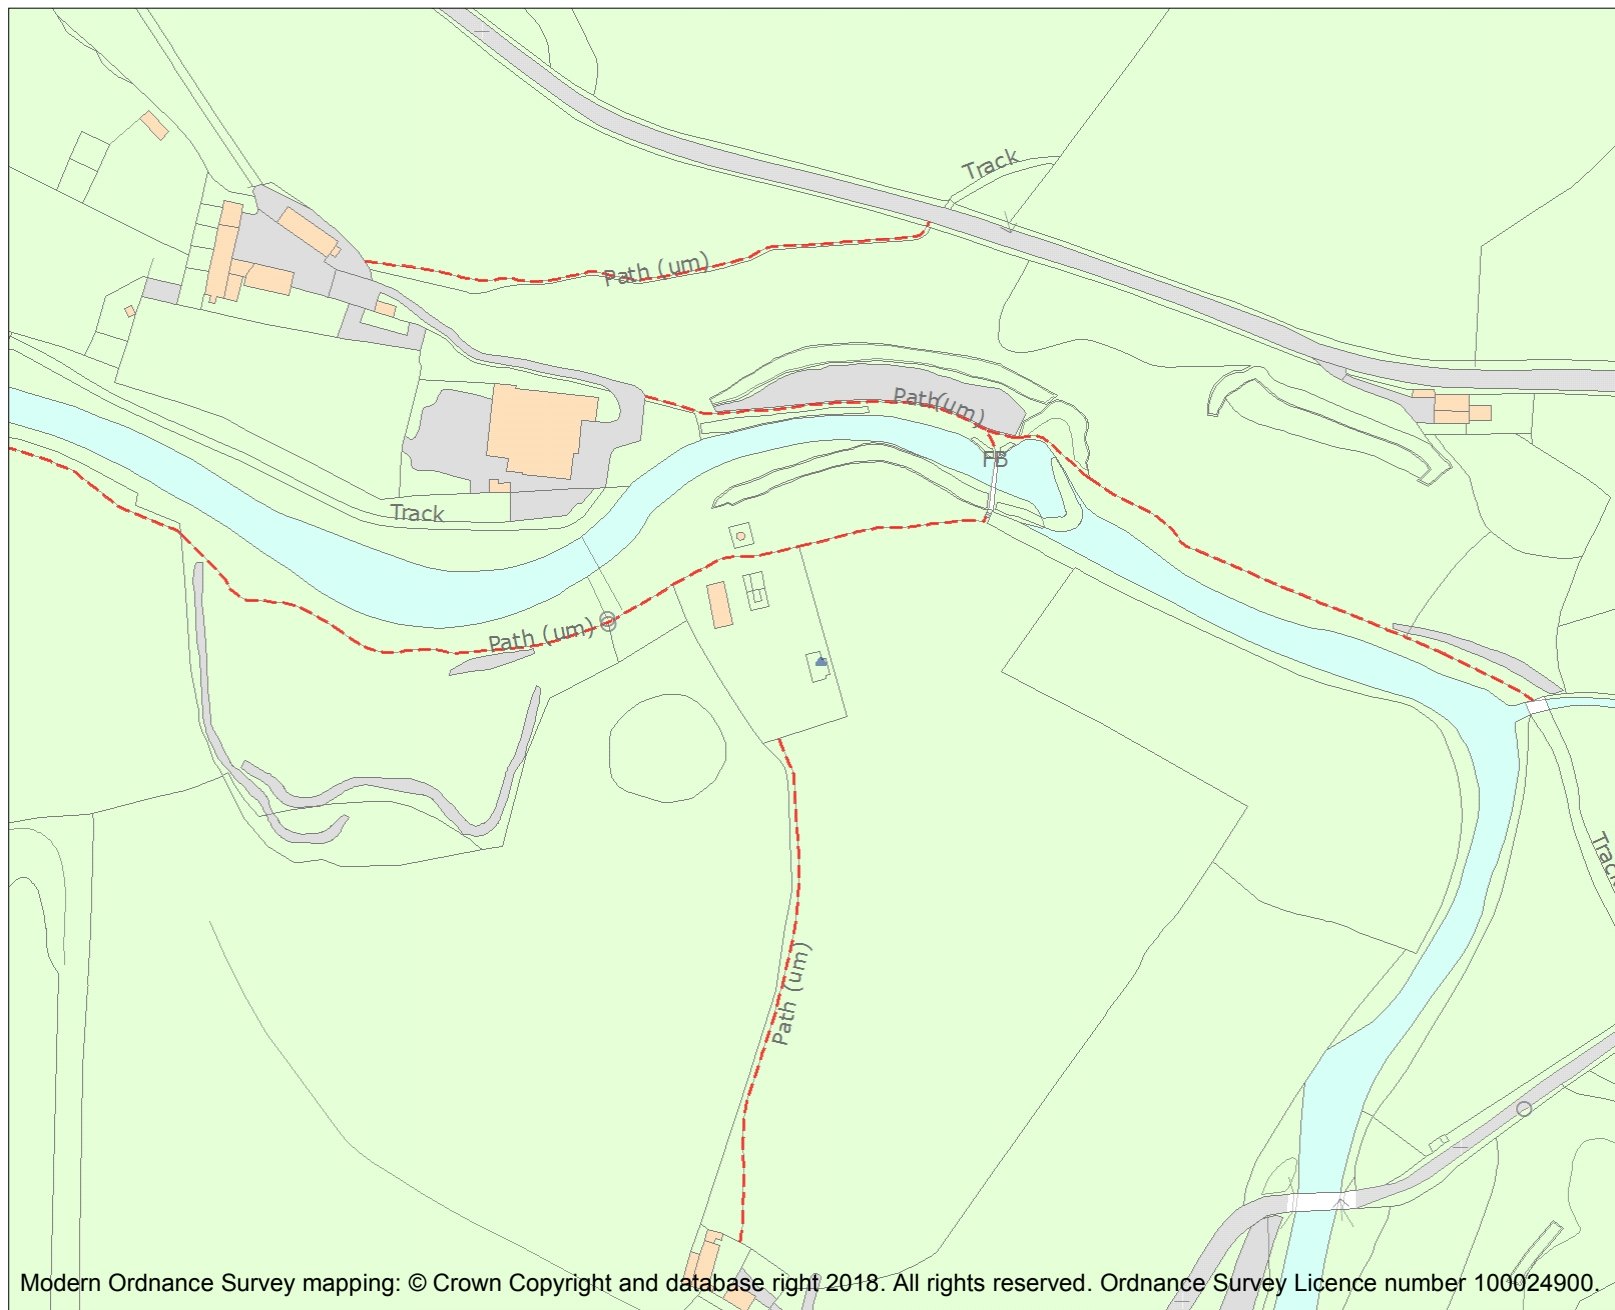 Track
Path (um)
Path(um)
FB
Track
Path (um)
Track
Path (um)
Modern Ordnance Survey mapping: © Crown Copyright and database right 2018. All rights reserved. Ordnance Survey Licence number 100024900.